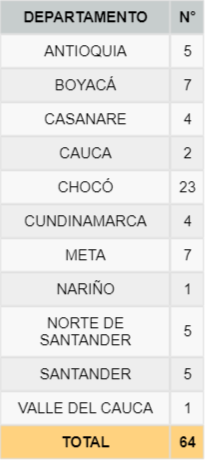 DEPARTAMENTO N°
ANTIOQUIA 5
BOYACÁ 7
CASANARE 4
CAUCA 2
CHOCÓ 23
CUNDINAMARCA 4
META 7
NARIÑO 1
NORTE DE
SANTANDER 5
SANTANDER 5
VALLE DEL CAUCA 1
TOTAL 64